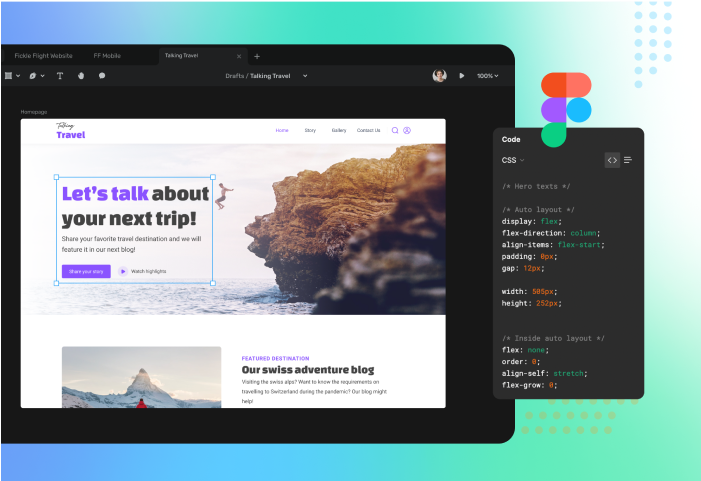 Fickle Flight Website
FF Mobile
Talking Travel
×
+
T
Drafts / Talking Travel
100%
Homepage
Talking
Travel
Home
Story
Gallery
Contact Us
Let's talk about
your next trip!
Share your favorite travel destination and we will
feature it in our next blog!
Share your story
Watch highlights
FEATURED DESTINATION
Our swiss adventure blog
Visiting the swiss alps? Want to know the requirements on
travelling to Switzerland during the pandemic? Our blog might
help!
Code
CSS
<>
/* Hero texts */
/* Auto layout */
display: flex;
flex-direction: column;
align-items: flex-start;
padding: 0px;
gap: 12px;
width: 505px;
height: 252px;
/* Inside auto layout */
flex: none;
order: 0;
align-self: stretch;
flex-grow: 0;